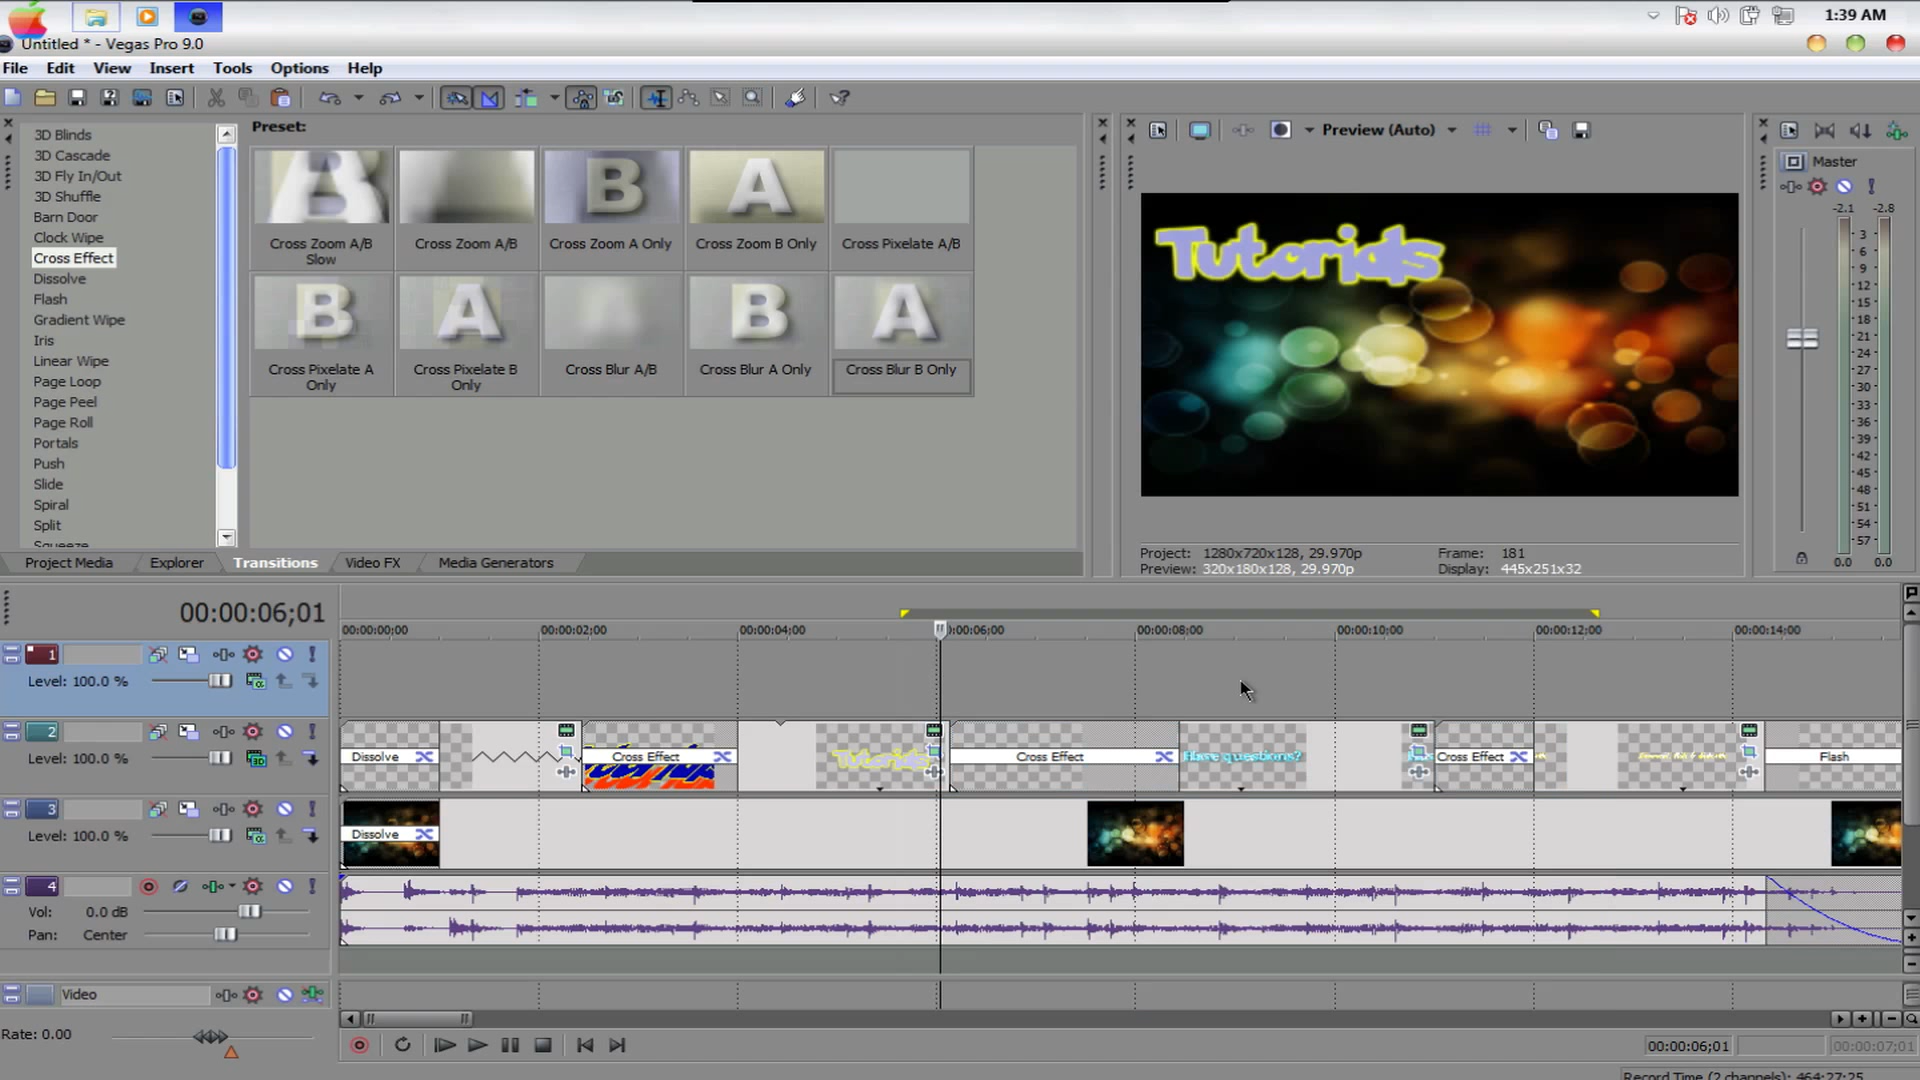 1:39 AM
Untitled * - Vegas Pro 9.0
File Edit View Insert Tools Options Help
3D Blinds
3D Cascade
3D Fly In/Out
3D Shuffle
Barn Door
Clock Wipe
Cross Effect
Dissolve
Flash
Gradient Wipe
Iris
Linear Wipe
Page Loop
Page Peel
Page Roll
Portals
Push
Slide
Spiral
Split
Squeeze
Preset:
Cross Zoom A/B Slow
Cross Zoom A/B
Cross Zoom A Only
Cross Zoom B Only
Cross Pixelate A/B
Cross Pixelate A Only
Cross Pixelate B Only
Cross Blur A/B
Cross Blur A Only
Cross Blur B Only
Project Media Explorer Transitions Video FX Media Generators
Preview (Auto)
Tutorials
Project: 1280x720x128, 29.970p Frame: 181
Preview: 320x180x128, 29.970p Display: 445x251x32
Master
-2.1 -2.8
3
6
9
12
15
18
21
24
27
30
33
36
39
42
45
48
51
54
57
0.0 0.0
00:00:06;01
00:00:00;00 00:00:02;00 00:00:04;00 00:00:06;00 00:00:08;00 00:00:10;00 00:00:12;00 00:00:14;00
1
Level: 100.0 %
2
Level: 100.0 %
Dissolve Cross Effect Tutorials Cross Effect Have questions? Cross Effect Flash
3
Level: 100.0 %
Dissolve
4
Vol: 0.0 dB
Pan: Center
Video
Rate: 0.00
00:00:06;01 00:00:07;01
Record Time (2 channels): 464:27:25